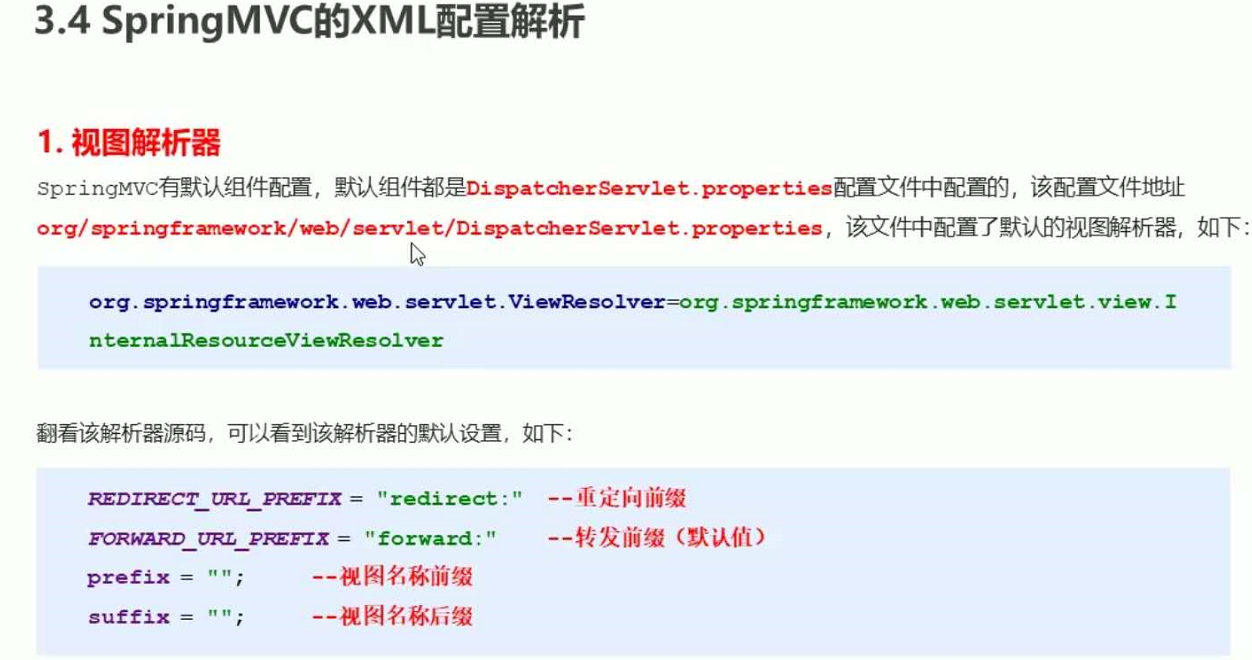 3.4 SpringMVC的XML配置解析
1. 视图解析器
SpringMVC有默认组件配置，默认组件都是DispatcherServlet.properties配置文件中配置的，该配置文件地址
org/springframework/web/servlet/DispatcherServlet.properties，该文件中配置了默认的视图解析器，如下：
org.springframework.web.servlet.ViewResolver=org.springframework.web.servlet.view.I
nternalResourceViewResolver
翻看该解析器源码，可以看到该解析器的默认设置，如下：
REDIRECT_URL_PREFIX = "redirect:" --重定向前缀
FORWARD_URL_PREFIX = "forward:" --转发前缀（默认值）
prefix = ""; --视图名称前缀
suffix = ""; --视图名称后缀